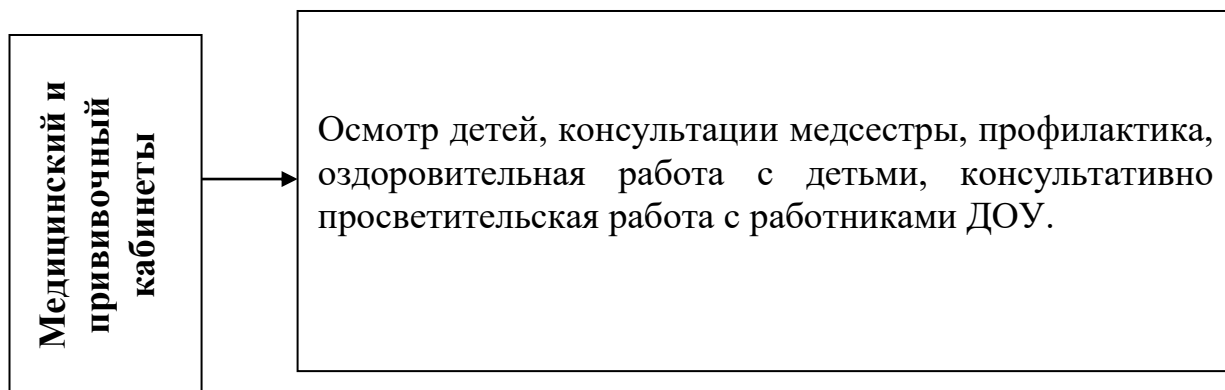 Медицинский и
прививочный
кабинеты
Осмотр детей, консультации медсестры, профилактика,
оздоровительная работа с детьми, консультативно
просветительская работа с работниками ДОУ.